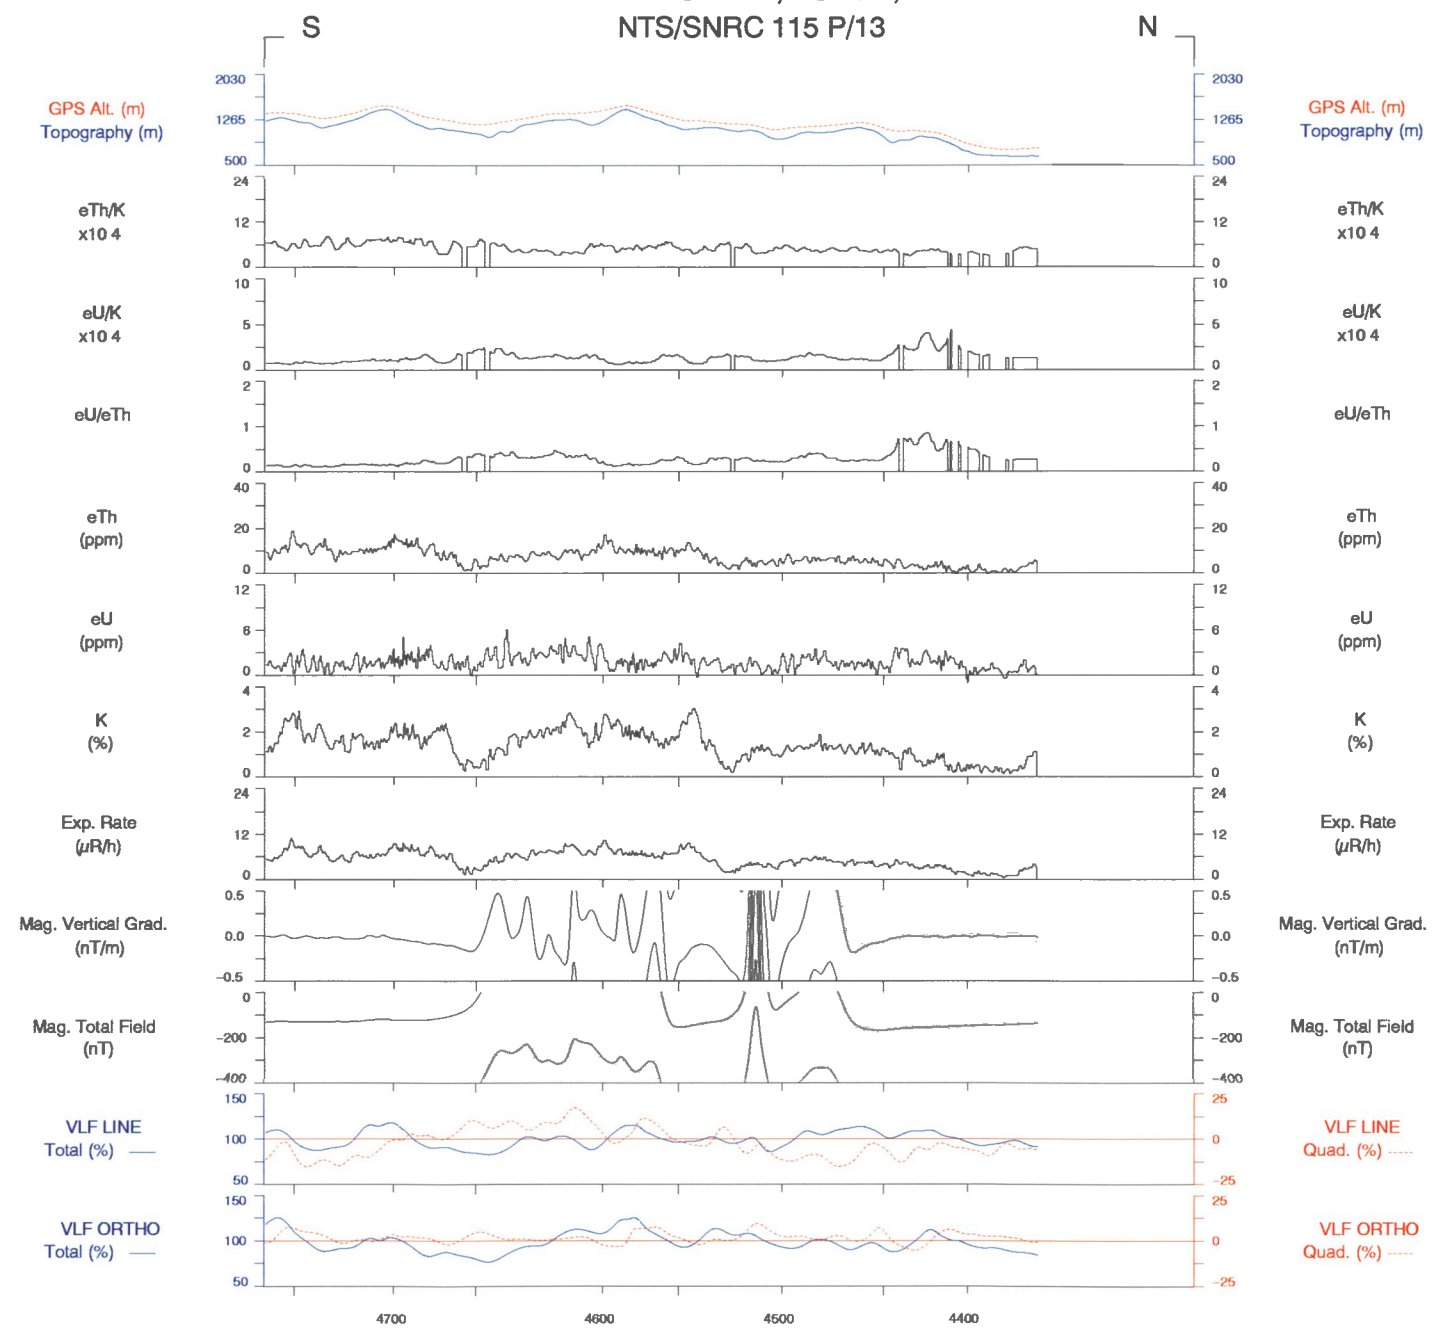 S NTS/SNRC 115 P/13 N
2030 2030
GPS Alt. (m) GPS Alt. (m)
1265 1265
Topography (m) Topography (m)
500 500
24 24
eTh/K eTh/K
12 12
x10 4 x10 4
0 0
10 10
eU/K eU/K
5 5
x10 4 x10 4
0 0
2 2
eU/eTh eU/eTh
1 1
0 0
40 40
eTh eTh
20 20
(ppm) (ppm)
0 0
12 12
eU eU
6 6
(ppm) (ppm)
0 0
4 4
K K
2 2
(%) (%)
0 0
24 24
Exp. Rate Exp. Rate
12 12
(µR/h) (µR/h)
0 0
0.5 0.5
Mag. Vertical Grad. Mag. Vertical Grad.
0.0 0.0
(nT/m) (nT/m)
-0.5 -0.5
0 0
Mag. Total Field Mag. Total Field
-200 -200
(nT) (nT)
-400 -400
150 25
VLF LINE VLF LINE
100 0
Total (%) Quad. (%)
50 -25
150 25
VLF ORTHO VLF ORTHO
100 0
Total (%) Quad. (%)
50 -25
4700 4600 4500 4400